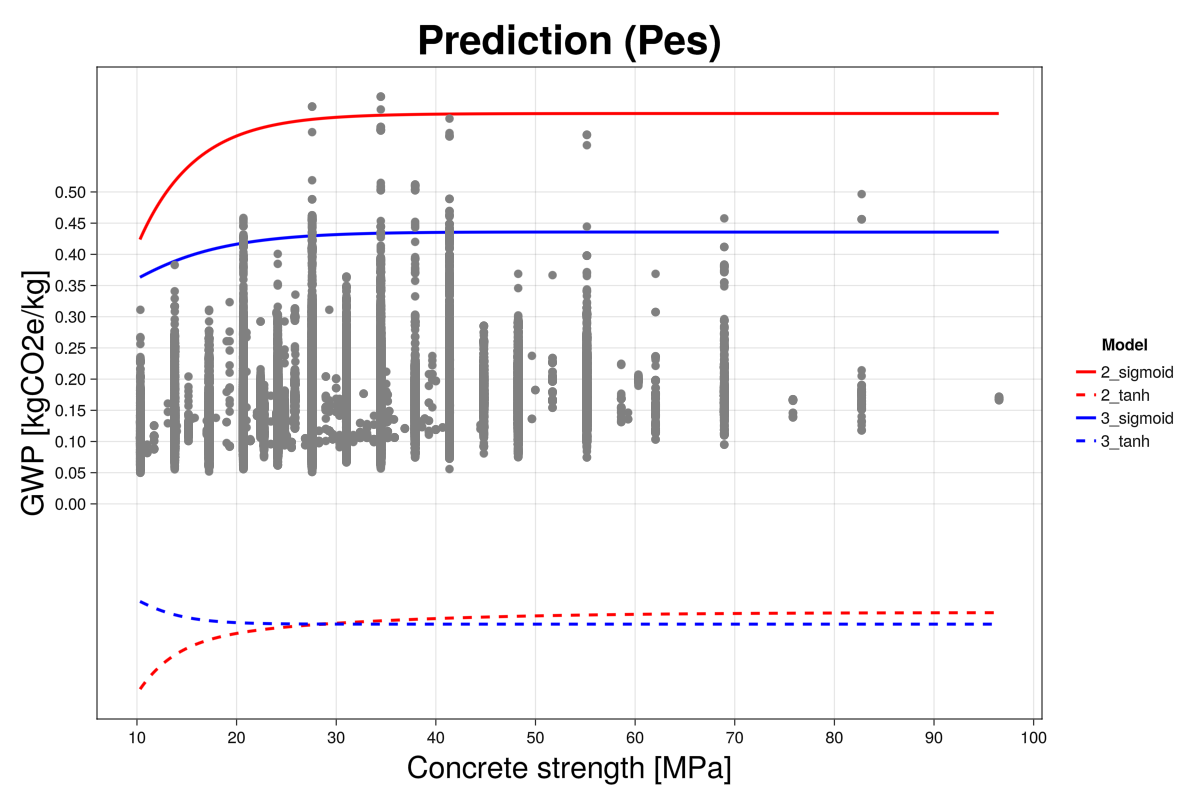 Prediction (Pes)
GWP [kgCO2e/kg]
0.50
0.45
0.40
0.35
0.30
0.25
0.20
0.15
0.10
0.05
0.00
10 20 30 40 50 60 70 80 90 100
Concrete strength [MPa]
Model
2_sigmoid
2_tanh
3_sigmoid
3_tanh